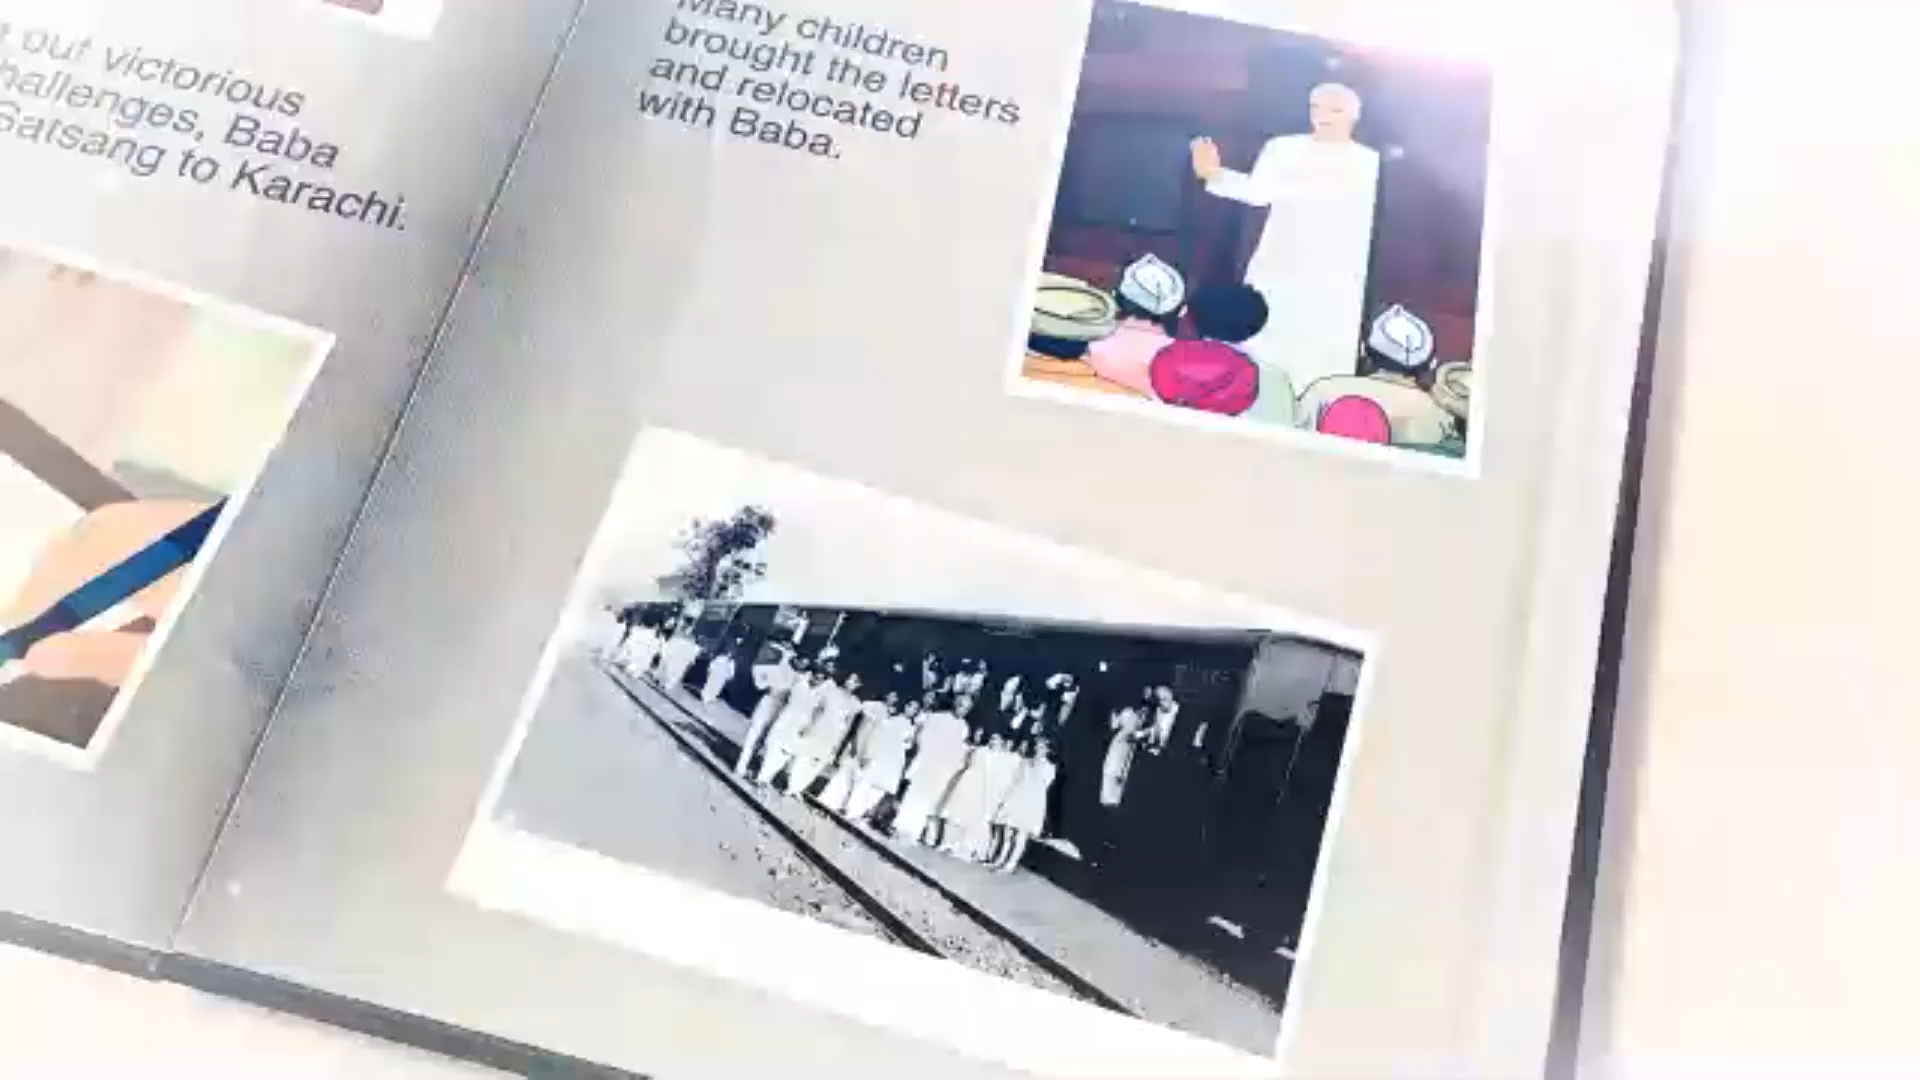 out victorious
hallenges, Baba
Satsang to Karachi.
Many children
brought the letters
and relocated
with Baba.